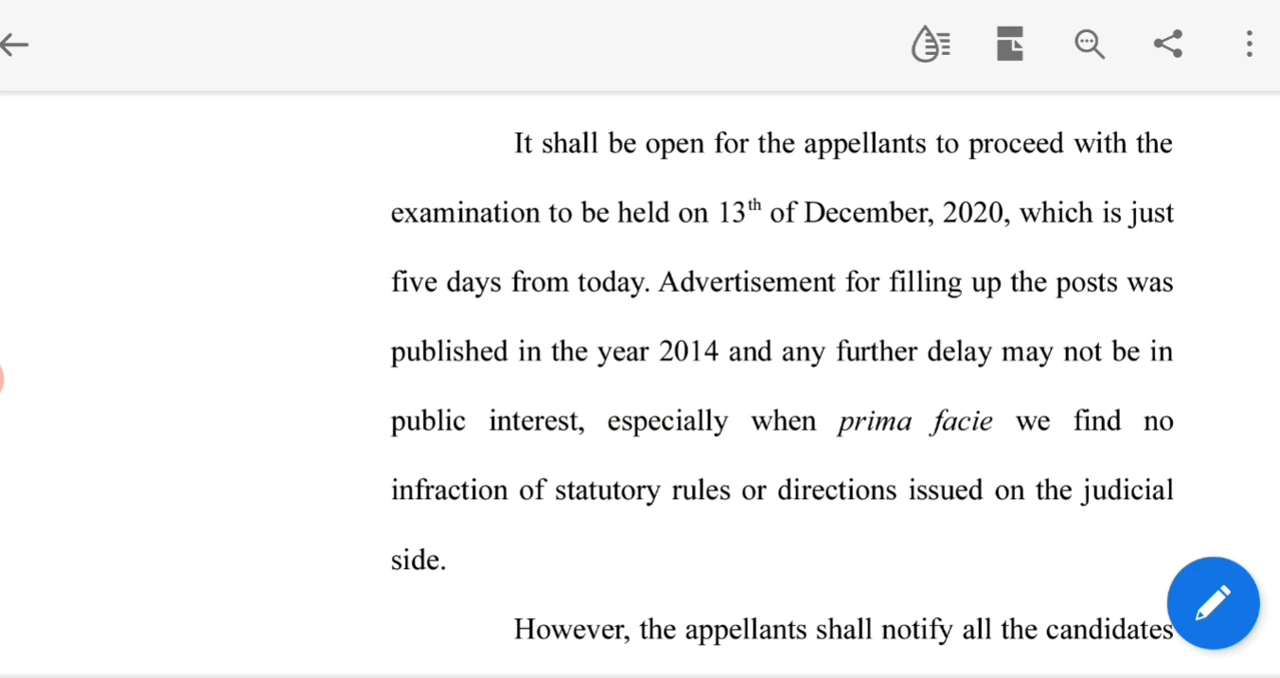 It shall be open for the appellants to proceed with the
examination to be held on 13th of December, 2020, which is just
five days from today. Advertisement for filling up the posts was
published in the year 2014 and any further delay may not be in
public interest, especially when prima facie we find no
infraction of statutory rules or directions issued on the judicial
side.
However, the appellants shall notify all the candidates